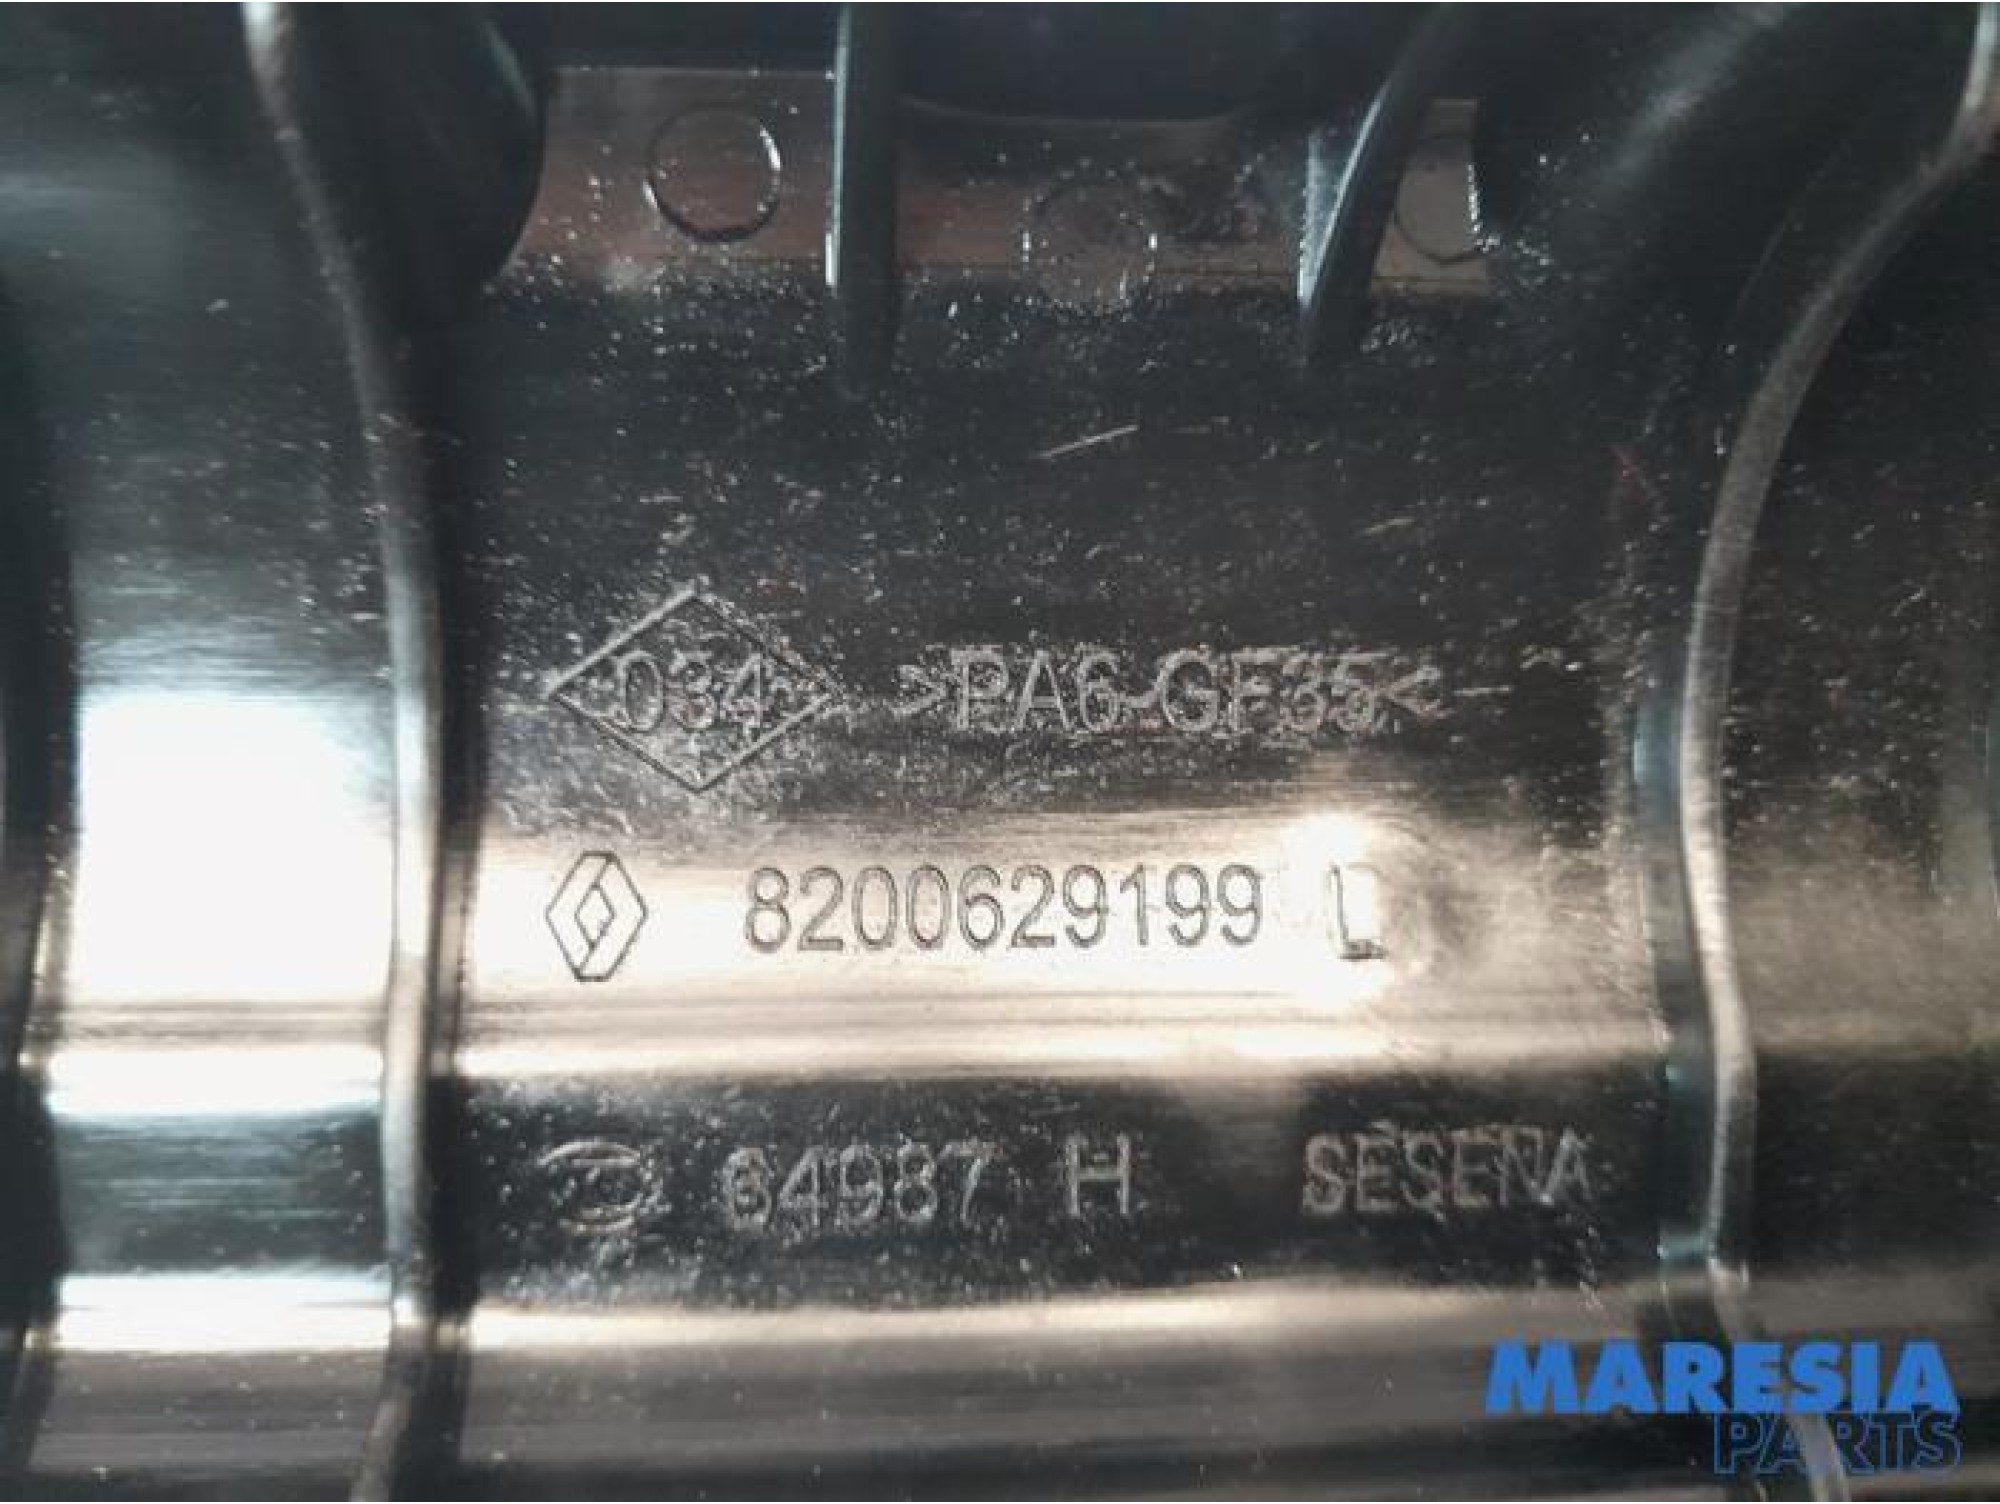 034 >PA6-GF35<
8200629199 L
64987 H SESEÑA
MARESIA
PARTS